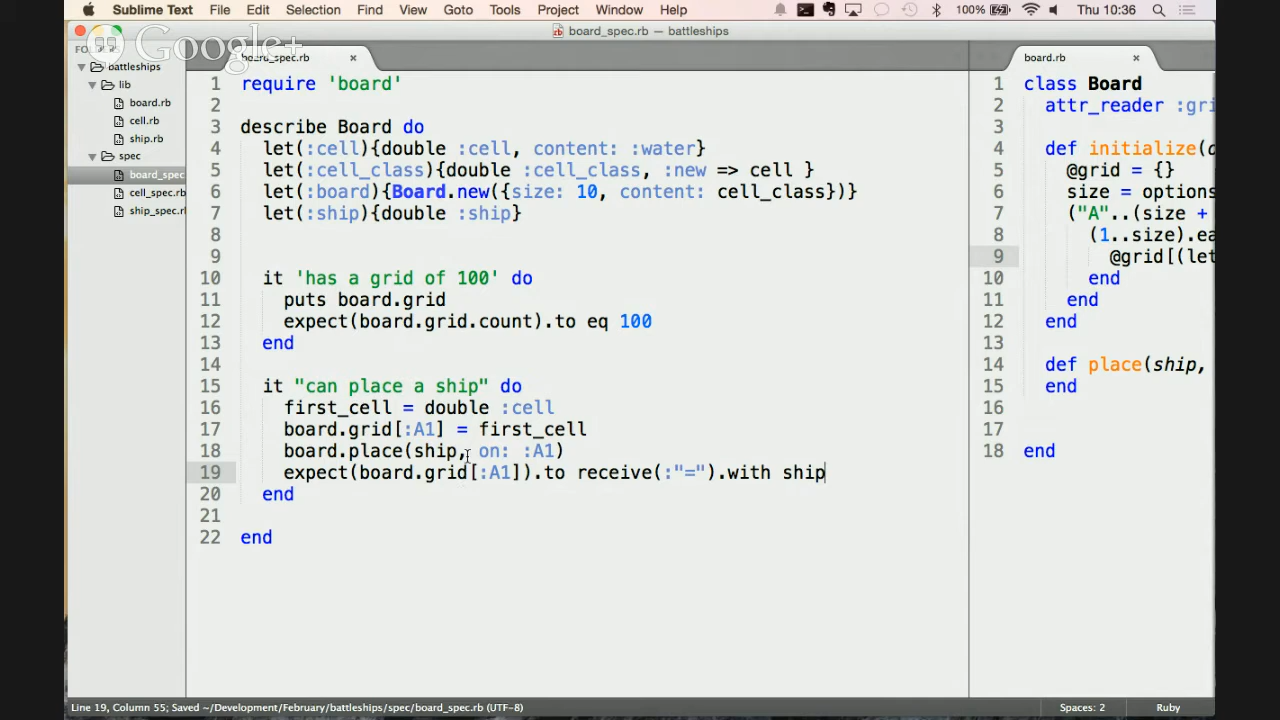 Sublime Text File Edit Selection Find View Goto Tools Project Window Help 100% Thu 10:36
board_spec.rb — battleships
Google+
board_spec.rb
board.rb
battleships
lib
board.rb
cell.rb
ship.rb
spec
board_spec
cell_spec.rb
ship_spec.rb
1 require 'board'
2
3 describe Board do
4 let(:cell){double :cell, content: :water}
5 let(:cell_class){double :cell_class, :new => cell }
6 let(:board){Board.new({size: 10, content: cell_class})}
7 let(:ship){double :ship}
8
9
10 it 'has a grid of 100' do
11 puts board.grid
12 expect(board.grid.count).to eq 100
13 end
14
15 it "can place a ship" do
16 first_cell = double :cell
17 board.grid[:A1] = first_cell
18 board.place(ship, on: :A1)
19 expect(board.grid[:A1]).to receive(:"=").with ship
20 end
21
22 end
1 class Board
2 attr_reader :gri
3
4 def initialize(o
5 @grid = {}
6 size = options
7 ("A"..(size +
8 (1..size).ea
9 @grid[(let
10 end
11 end
12 end
13
14 def place(ship,
15 end
16
17
18 end
Line 19, Column 55; Saved ~/Development/February/battleships/spec/board_spec.rb (UTF-8)
Spaces: 2
Ruby